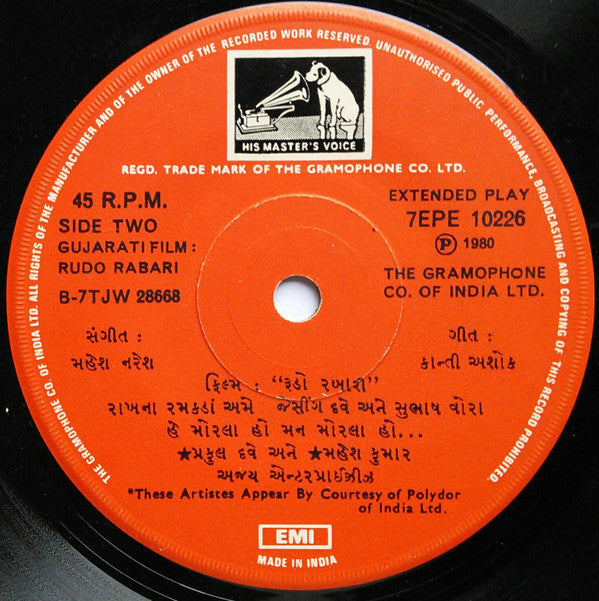 THE GRAMOPHONE CO. OF INDIA LTD. ALL RIGHTS OF THE MANUFACTURER AND OF THE OWNER OF THE RECORDED WORK RESERVED. UNAUTHORISED PUBLIC PERFORMANCE, BROADCASTING AND COPYING OF THIS RECORD PROHIBITED.
HIS MASTER'S VOICE
REGD. TRADE MARK OF THE GRAMOPHONE CO. LTD.
45 R.P.M.
SIDE TWO
GUJARATI FILM :
RUDO RABARI
B-7TJW 28668
EXTENDED PLAY
7EPE 10226
℗ 1980
THE GRAMOPHONE
CO. OF INDIA LTD.
સંગીત :
મહેશ નરેશ
ગીત :
કાન્તી અશોક
ફિલ્મ : "રૂડો રબારી"
રાખના રમકડાં અમે જેસીંગ દવે અને સુભાષ વોરા
હે મોરલા હો મન મોરલા હો...
★પ્રફુલ દવે અને ★મહેશ કુમાર
અજય એન્ટરપ્રાઈઝીઝ
*These Artistes Appear By Courtesy of Polydor
of India Ltd.
EMI
MADE IN INDIA